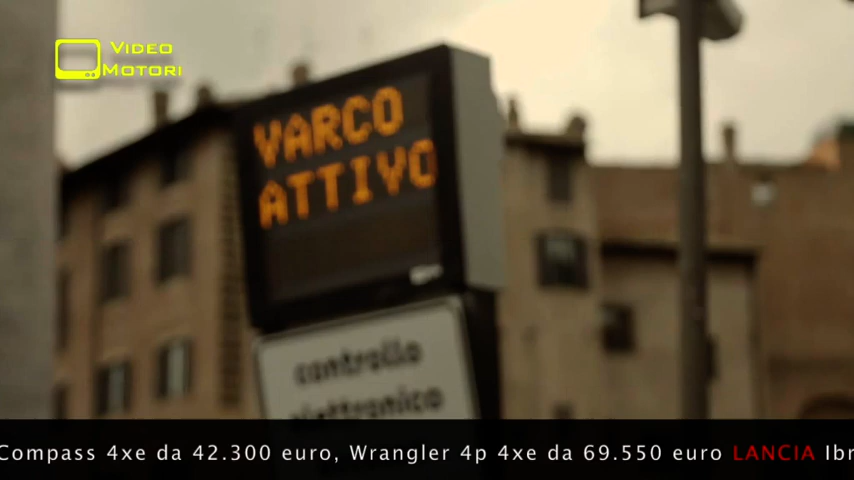 VIDEO
MOTORI
VARCO
ATTIVO
controllo
elettronico
Compass 4xe da 42.300 euro, Wrangler 4p 4xe da 69.550 euro LANCIA Ibr